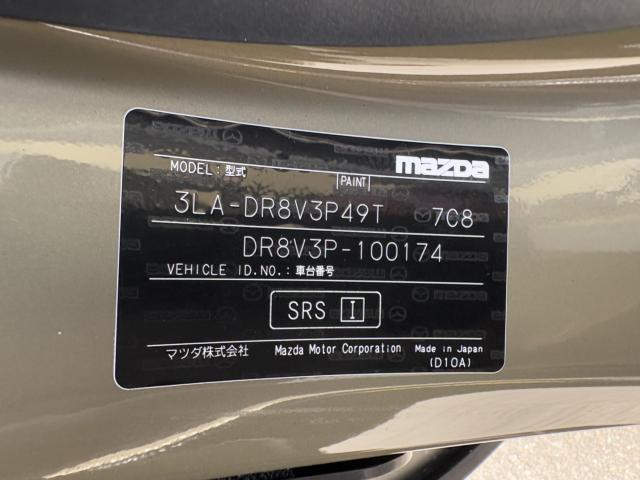 mazda
MODEL: 型式
PAINT
3LA-DR8V3P49T 7C8
DR8V3P-100174
VEHICLE ID.NO.: 車台番号
SRS I
マツダ株式会社 Mazda Motor Corporation Made in Japan
(D10A)